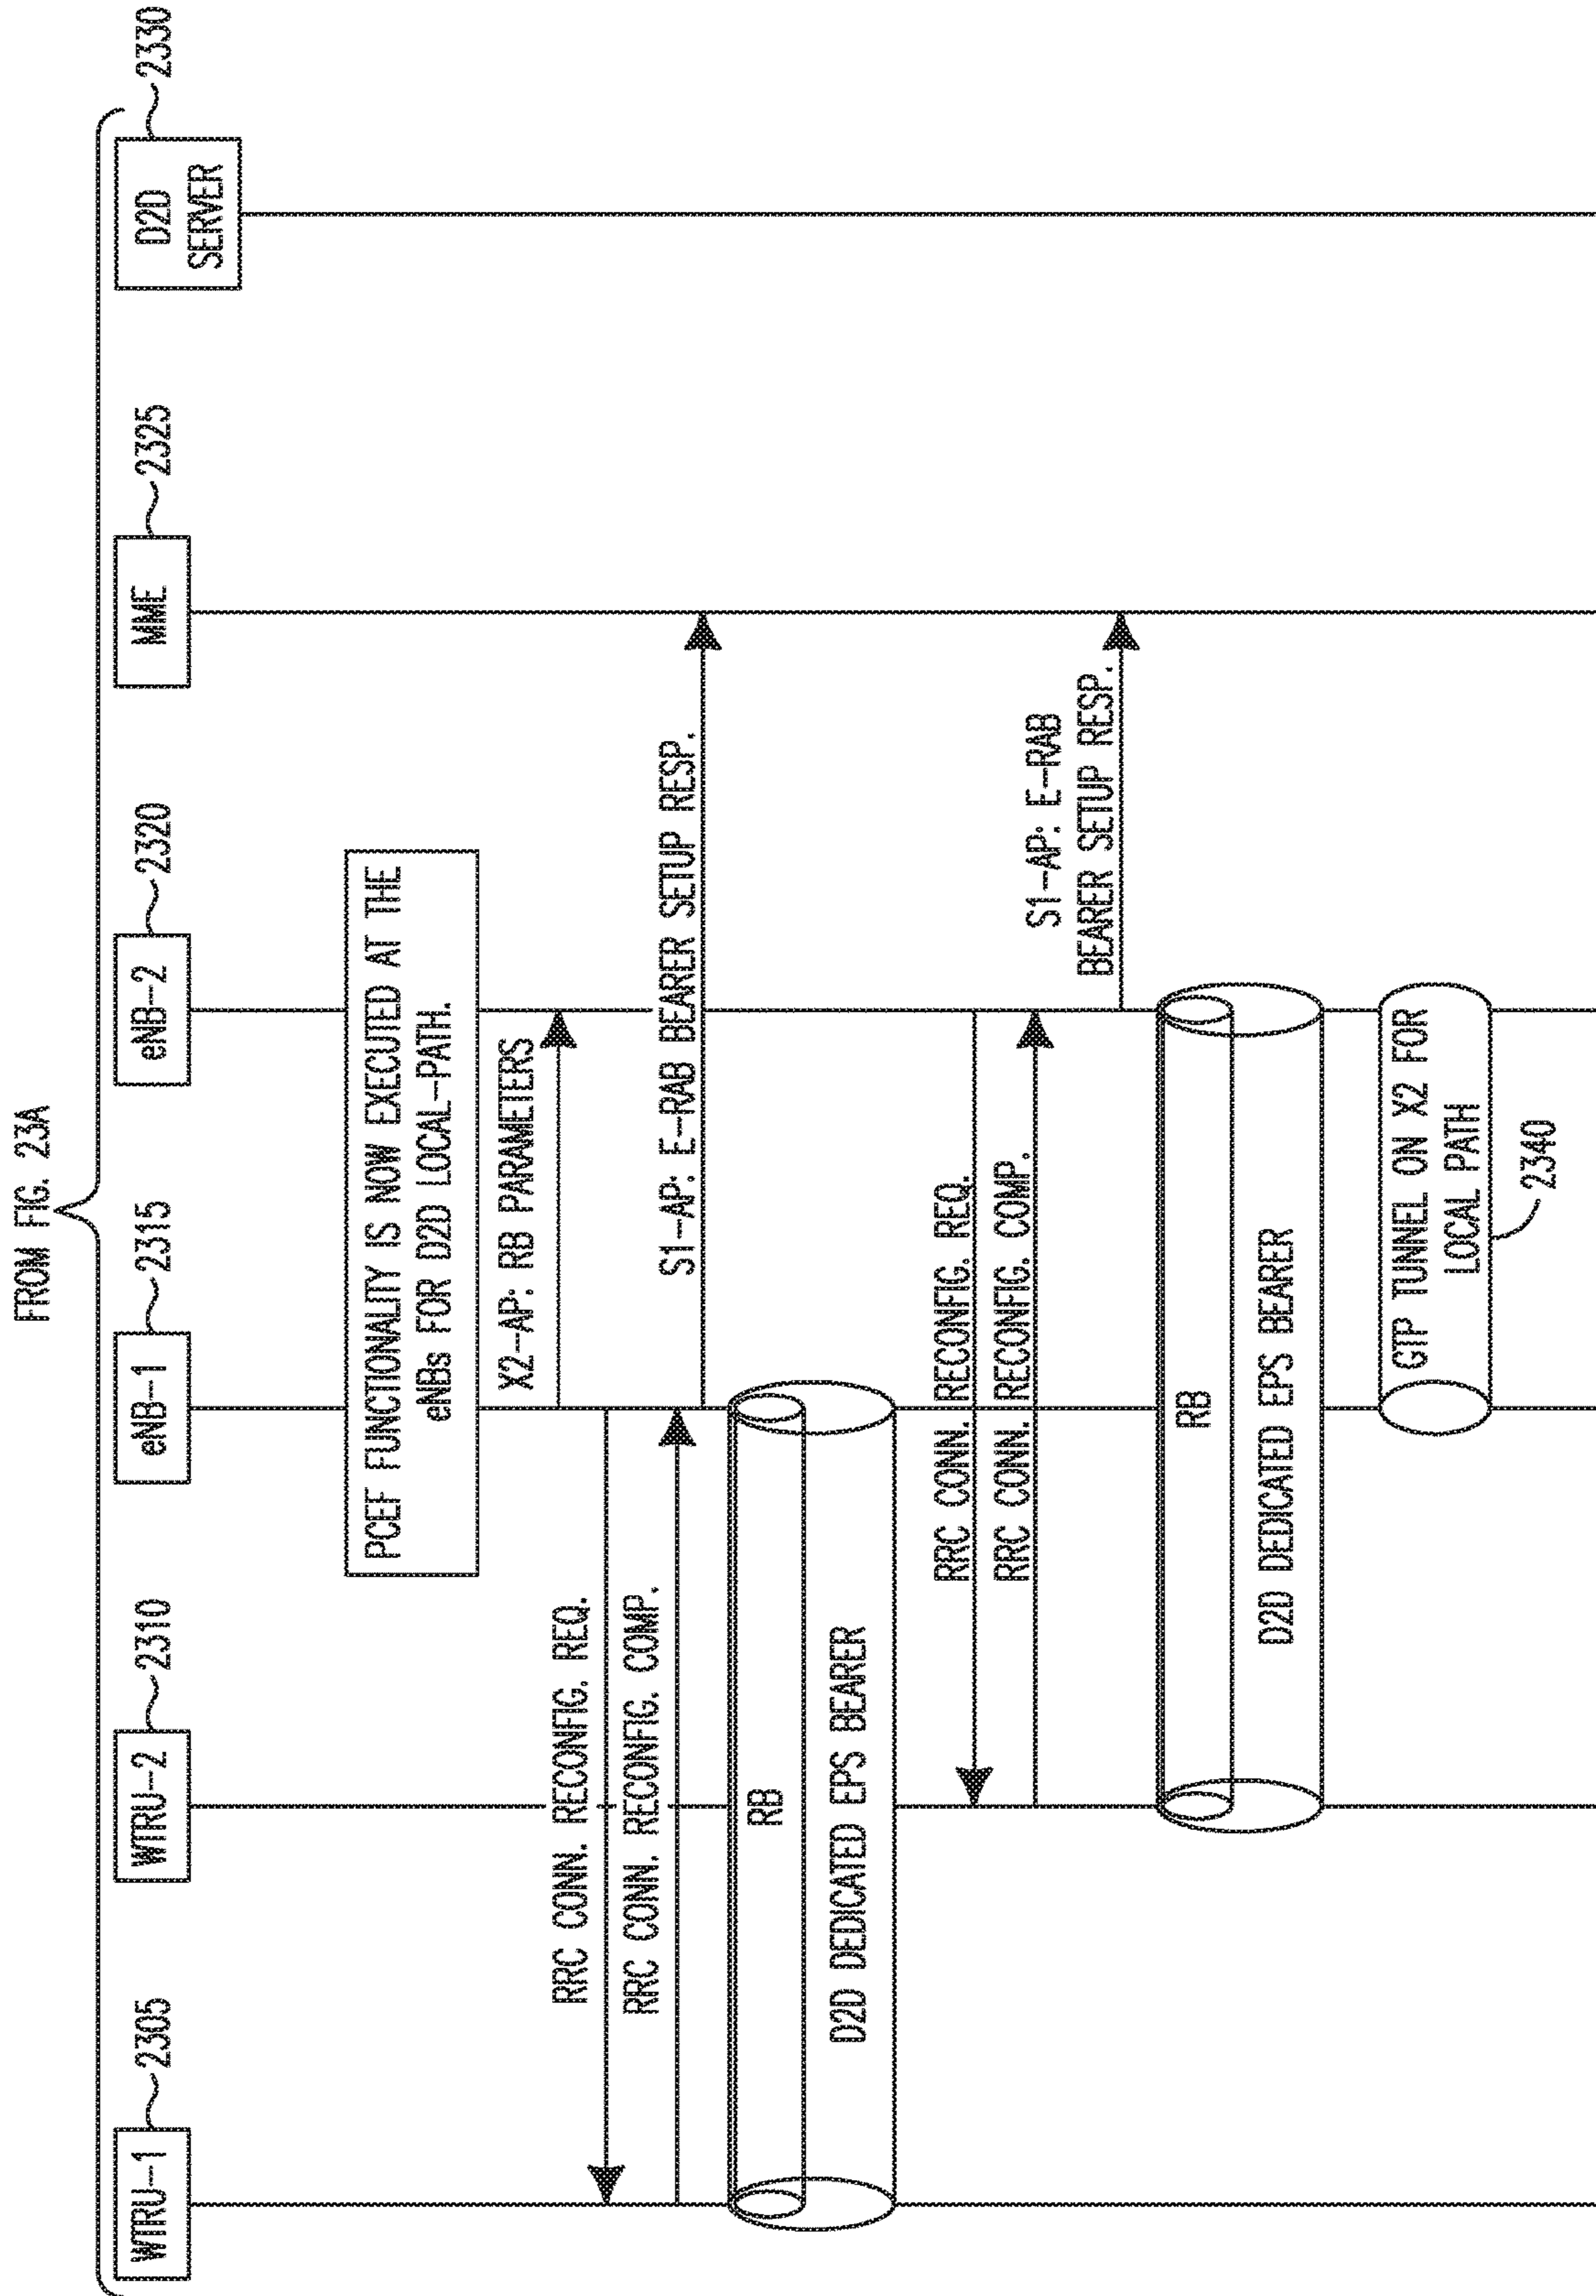 FROM FIG. 23A
WTRU-1
2305
WTRU-2
2310
eNB-1
2315
eNB-2
2320
MME
2325
D2D
SERVER
2330
PCEF FUNCTIONALITY IS NOW EXECUTED AT THE
eNBs FOR D2D LOCAL-PATH.
X2-AP: RB PARAMETERS
RRC CONN. RECONFIG. REQ.
RRC CONN. RECONFIG. COMP.
S1-AP: E-RAB BEARER SETUP RESP.
RB
D2D DEDICATED EPS BEARER
RRC CONN. RECONFIG. REQ.
RRC CONN. RECONFIG. COMP.
S1-AP: E-RAB
BEARER SETUP RESP.
RB
D2D DEDICATED EPS BEARER
GTP TUNNEL ON X2 FOR
LOCAL PATH
2340